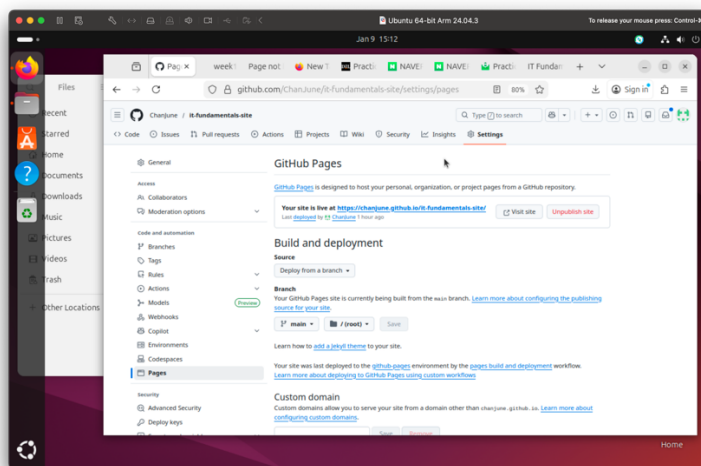 Ubuntu 64-bit Arm 24.04.3
To release your mouse press: Control-
Jan 9 15:12
Files
Recent
Starred
Home
Documents
Downloads
Music
Pictures
Videos
Trash
+ Other Locations
Pag
week1
Page not
New T
Practi
NAVE
NAVE
Practi
IT Fundam
github.com/ChanJune/it-fundamentals-site/settings/pages
80%
Sign in
ChanJune / it-fundamentals-site
Type / to search
Code
Issues
Pull requests
Actions
Projects
Wiki
Security
Insights
Settings
General
Access
Collaborators
Moderation options
Code and automation
Branches
Tags
Rules
Actions
Models
Preview
Webhooks
Copilot
Environments
Codespaces
Pages
Security
Advanced Security
Deploy keys
GitHub Pages
GitHub Pages is designed to host your personal, organization, or project pages from a GitHub repository.
Your site is live at https://chanjune.github.io/it-fundamentals-site/
Last deployed by ChanJune 1 hour ago
Visit site
Unpublish site
Build and deployment
Source
Deploy from a branch
Branch
Your GitHub Pages site is currently being built from the main branch. Learn more about configuring the publishing
source for your site.
main
/ (root)
Save
Learn how to add a Jekyll theme to your site.
Your site was last deployed to the github-pages environment by the pages build and deployment workflow.
Learn more about deploying to GitHub Pages using custom workflows
Custom domain
Custom domains allow you to serve your site from a domain other than chanjune.github.io. Learn more about
configuring custom domains.
Save
Remove
Home